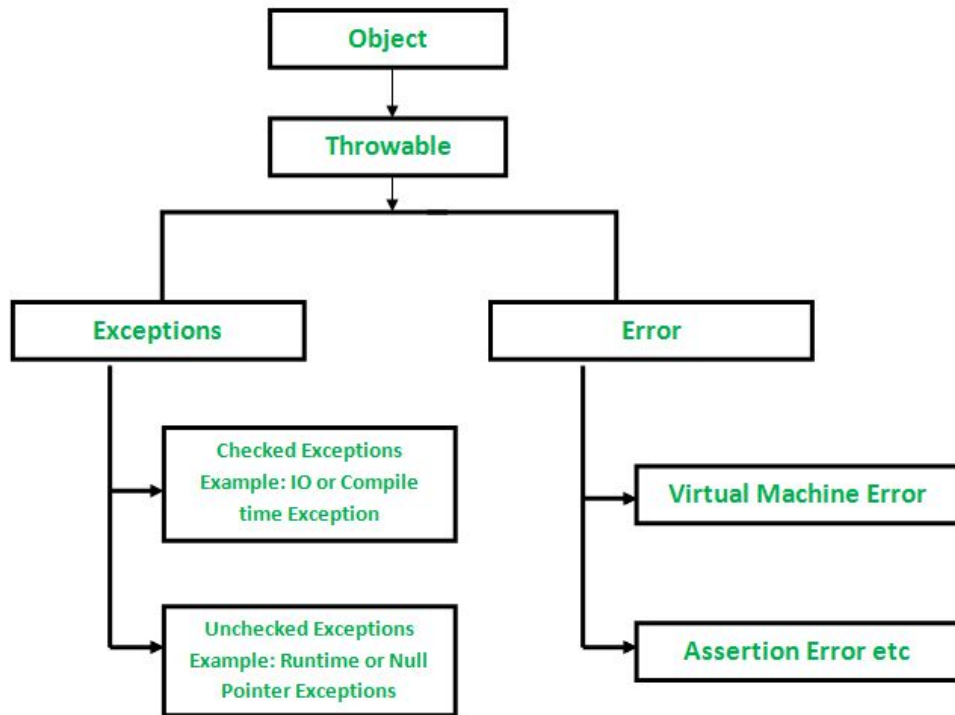 Object
Throwable
Exceptions
Error
Checked Exceptions
Example: IO or Compile
time Exception
Virtual Machine Error
Unchecked Exceptions
Example: Runtime or Null
Pointer Exceptions
Assertion Error etc